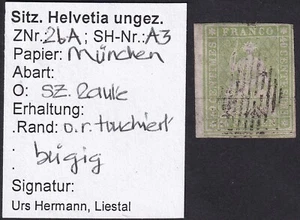 Sitz. Helvetia ungez.
ZNr.: 26A; SH-Nr.: A3
Papier: München
Abart:
O: sz. Raute
Erhaltung:
.Rand: o.r. touchiert
bügig
Signatur:
Urs Hermann, Liestal
FRANCO